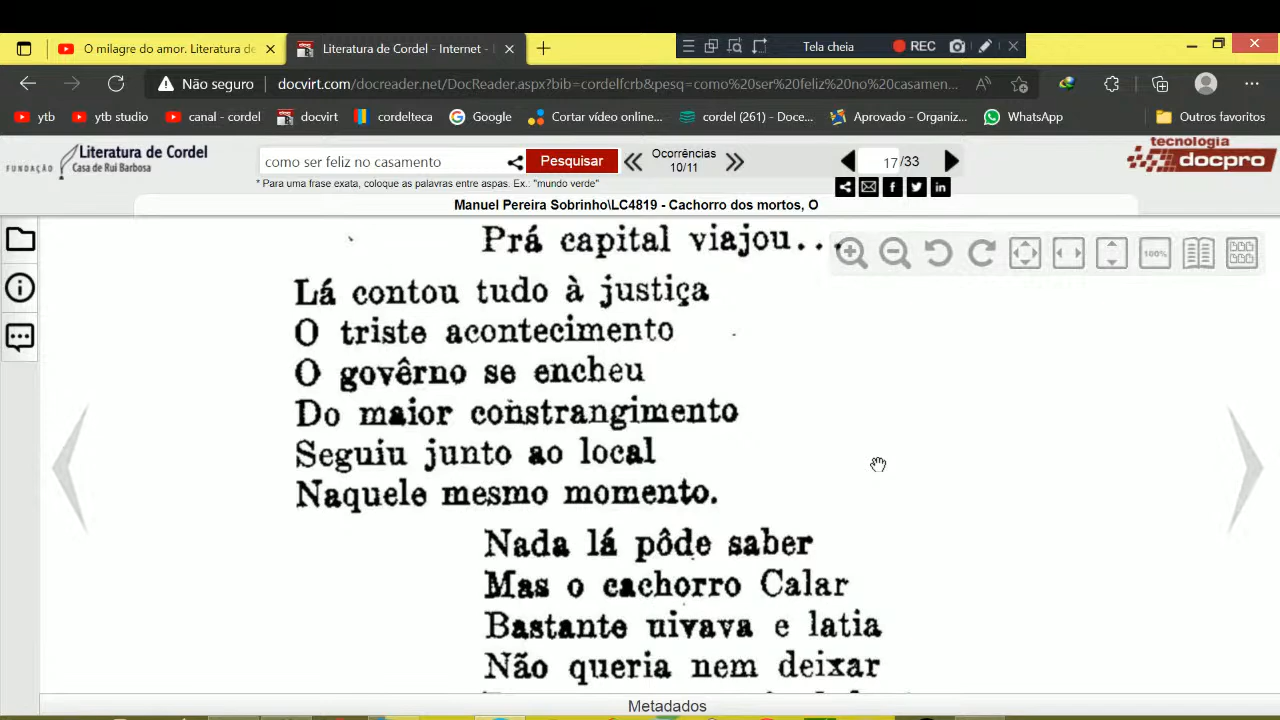 O milagre do amor. Literatura de
Literatura de Cordel - Internet -
Tela cheia
REC
Não seguro
docvirt.com/docreader.net/DocReader.aspx?bib=cordelfcrb&pesq=como%20ser%20feliz%20no%20casamen...
ytb
ytb studio
canal - cordel
docvirt
cordelteca
Google
Cortar vídeo online...
cordel (261) - Doce...
Aprovado - Organiz...
WhatsApp
Outros favoritos
FUNDAÇÃO
Literatura de Cordel
Casa de Rui Barbosa
como ser feliz no casamento
Pesquisar
Ocorrências
10/11
17 /33
tecnologia
docpro
* Para uma frase exata, coloque as palavras entre aspas. Ex.: "mundo verde"
Manuel Pereira Sobrinho\LC4819 - Cachorro dos mortos, O
100%
Prá capital viajou...
Lá contou tudo à justiça
O triste acontecimento
O govêrno se encheu
Do maior constrangimento
Seguiu junto ao local
Naquele mesmo momento.
Nada lá pôde saber
Mas o cachorro Calar
Bastante uivava e latia
Não queria nem deixar
Metadados